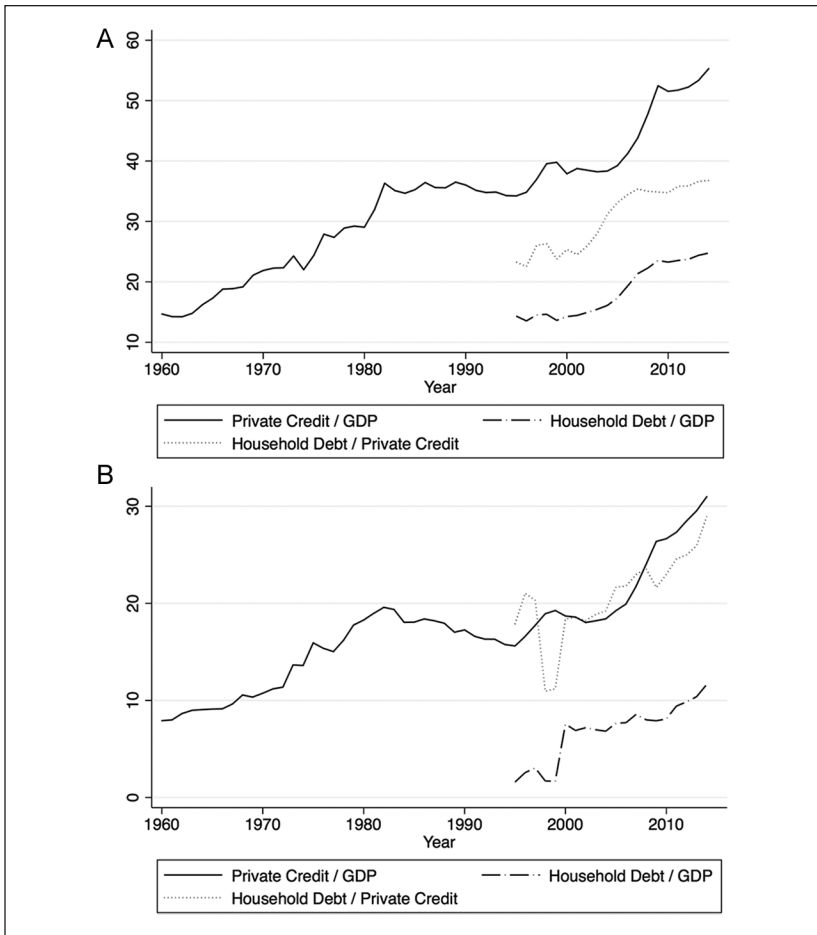 A
60
50
40
30
20
10
1960 1970 1980 1990 2000 2010
Year
Private Credit / GDP Household Debt / GDP
Household Debt / Private Credit
B
30
20
10
0
1960 1970 1980 1990 2000 2010
Year
Private Credit / GDP Household Debt / GDP
Household Debt / Private Credit